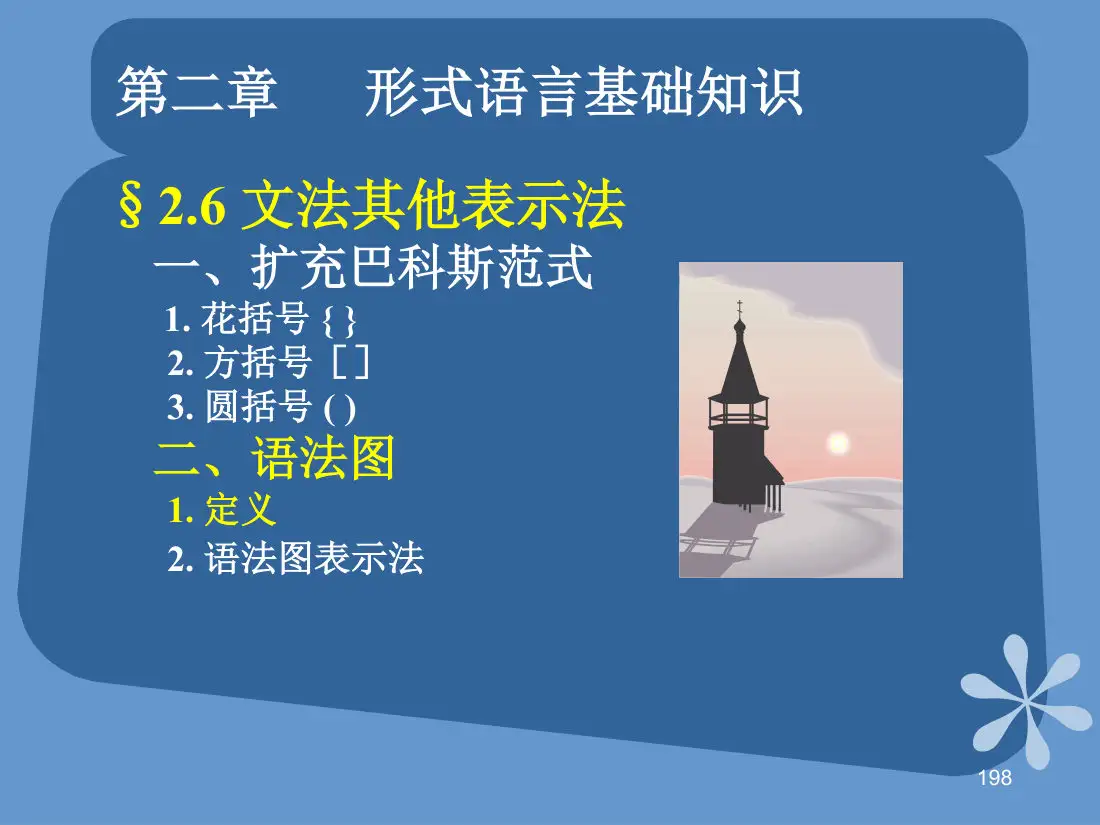 第二章 形式语言基础知识
§2.6 文法其他表示法
一、扩充巴科斯范式
1. 花括号 { }
2. 方括号［ ］
3. 圆括号 ( )
二、语法图
1. 定义
2. 语法图表示法
198